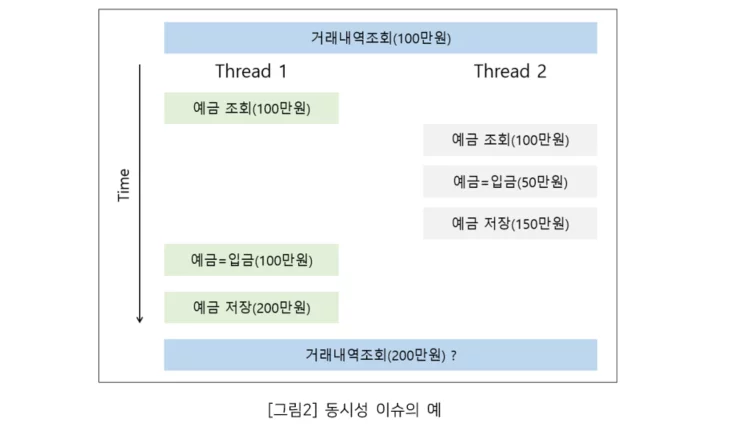 거래내역조회(100만원)
Thread 1
Thread 2
예금 조회(100만원)
예금 조회(100만원)
예금=입금(50만원)
예금 저장(150만원)
Time
예금=입금(100만원)
예금 저장(200만원)
거래내역조회(200만원) ?
[그림2] 동시성 이슈의 예